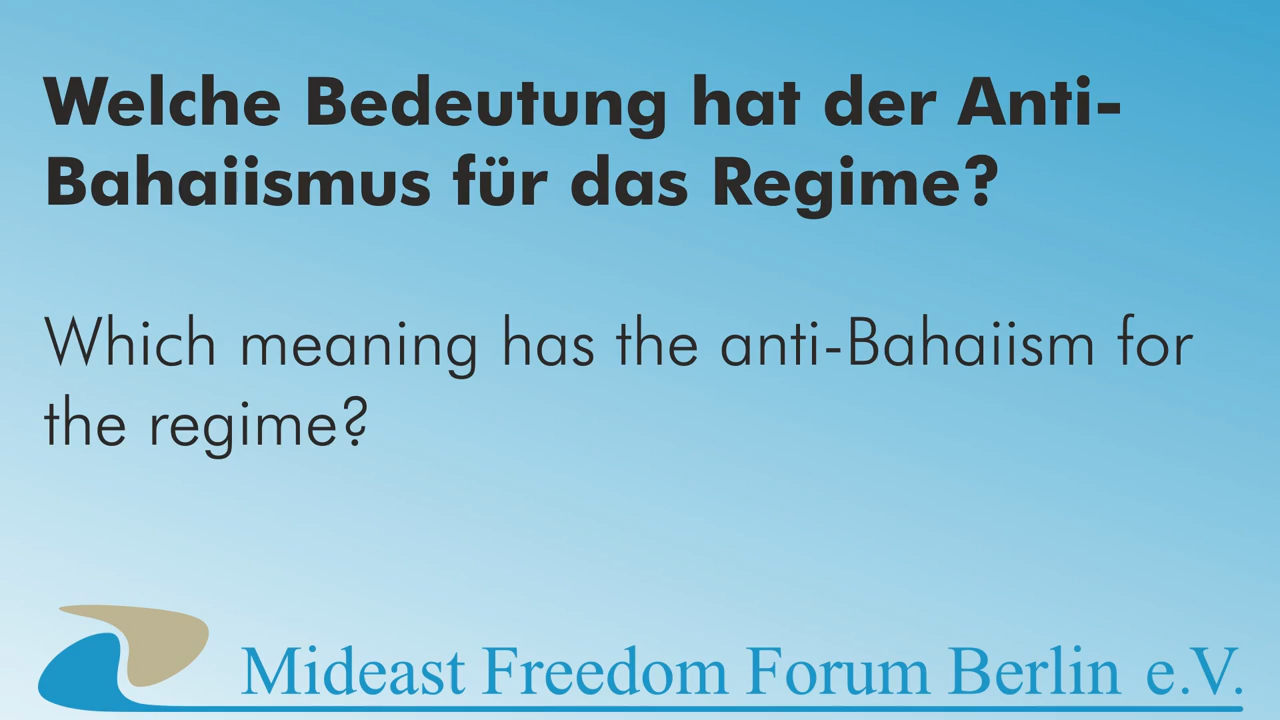 Welche Bedeutung hat der Anti-
Bahaiismus für das Regime?
Which meaning has the anti-Bahaiism for
the regime?
Mideast Freedom Forum Berlin e.V.